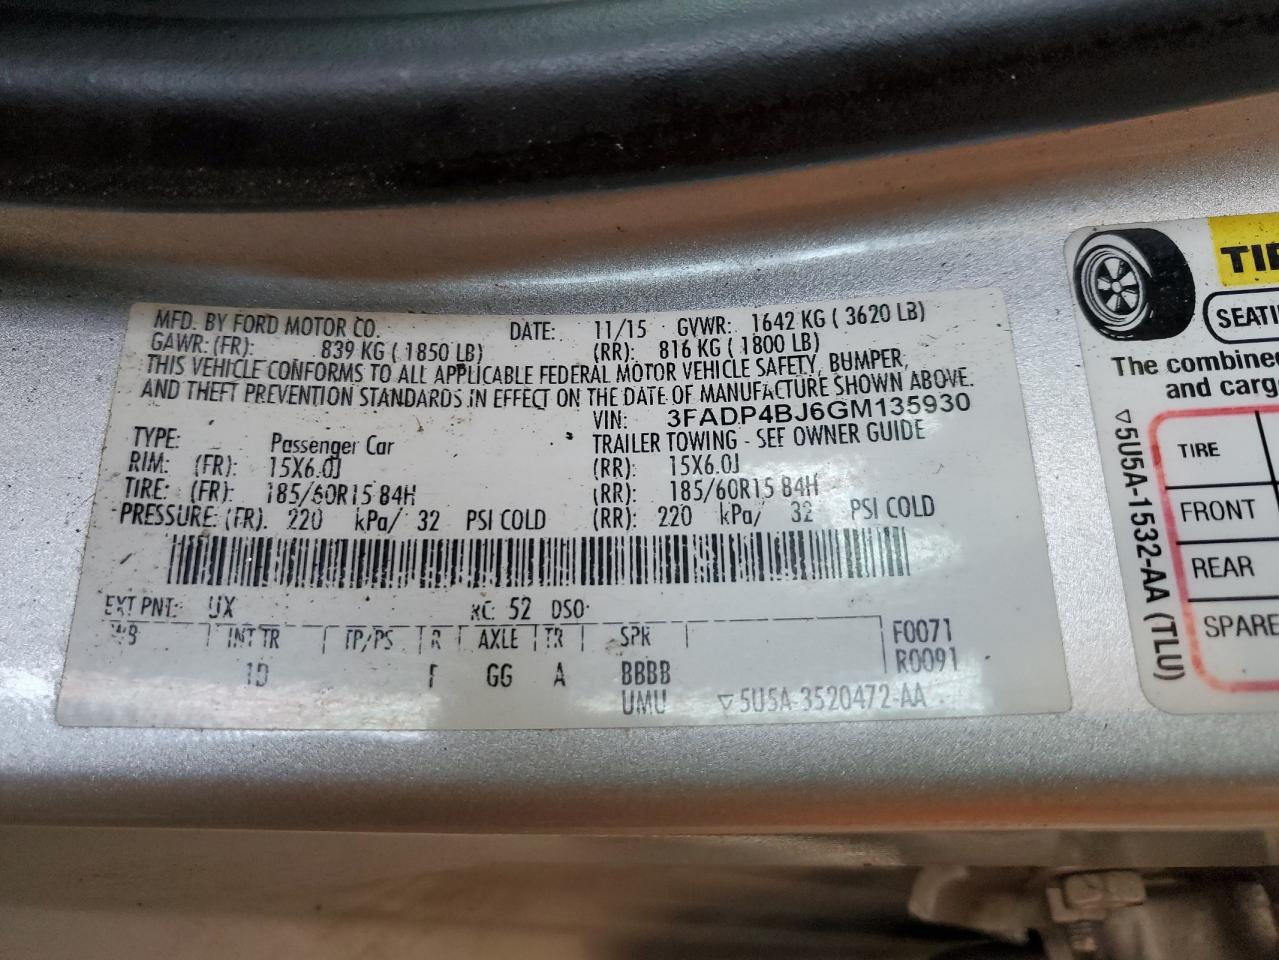 MFD. BY FORD MOTOR CO. DATE: 11/15 GVWR: 1642 KG ( 3620 LB)
GAWR: (FR): 839 KG ( 1850 LB) (RR): 816 KG ( 1800 LB)
THIS VEHICLE CONFORMS TO ALL APPLICABLE FEDERAL MOTOR VEHICLE SAFETY, BUMPER,
AND THEFT PREVENTION STANDARDS IN EFFECT ON THE DATE OF MANUFACTURE SHOWN ABOVE.
VIN: 3FADP4BJ6GM135930
TYPE: Passenger Car TRAILER TOWING - SEE OWNER GUIDE
RIM: (FR): 15X6.0J (RR): 15X6.0J
TIRE: (FR): 185/60R15 84H (RR): 185/60R15 84H
PRESSURE: (FR). 220 kPa/ 32 PSI COLD (RR): 220 kPa/ 32 PSI COLD
EXT PNT: UX RC: 52 DSO:
WB INT TR TP/PS R AXLE TR SPR F0071
R0091
GG A BBBB
UMU ▽5U5A-3520472-AA
SEATI
The combine
and carg
TIRE
FRONT
REAR
SPARE
▽5U5A-1532-AA (TLU)